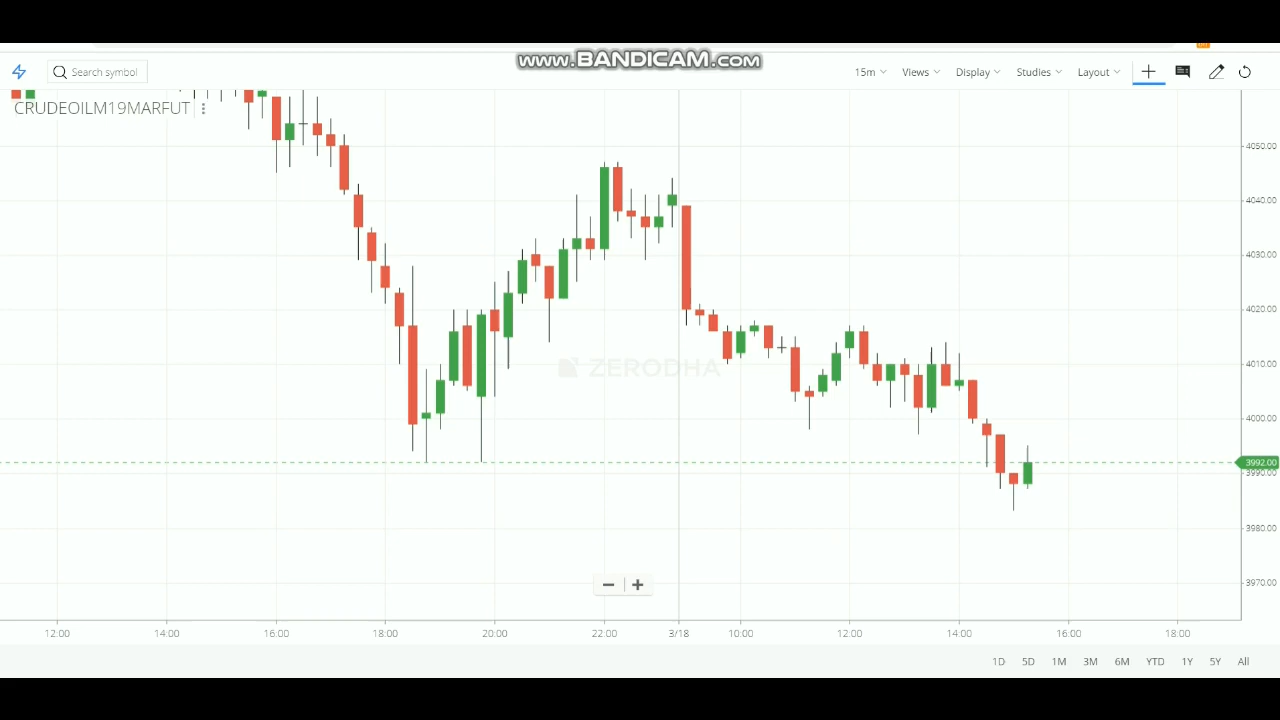 www.BANDICAM.com
Search symbol
15m Views Display Studies Layout
CRUDEOILM19MARFUT
4050.00
4040.00
4030.00
4020.00
ZERODHA
4010.00
4000.00
3992.00
3990.00
3980.00
3970.00
12:00 14:00 16:00 18:00 20:00 22:00 3/18 10:00 12:00 14:00 16:00 18:00
1D 5D 1M 3M 6M YTD 1Y 5Y All